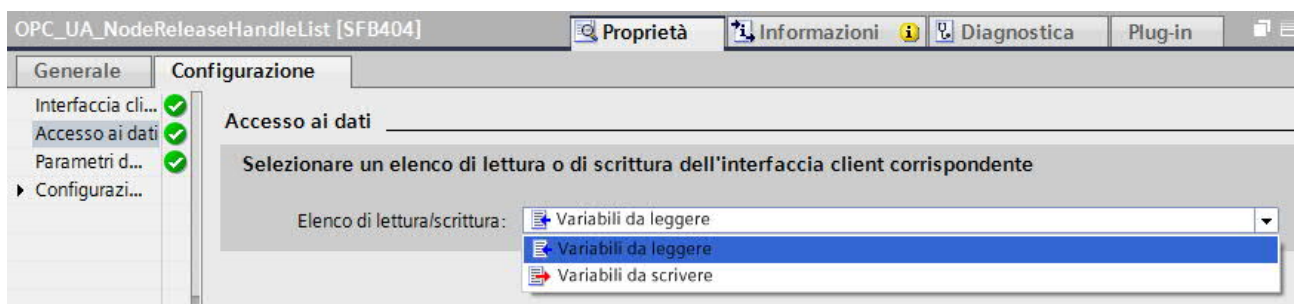 OPC_UA_NodeReleaseHandleList [SFB404] Proprietà Informazioni Diagnostica Plug-in
Generale Configurazione
Interfaccia cli...
Accesso ai dati
Parametri d...
Configurazi...
Accesso ai dati
Selezionare un elenco di lettura o di scrittura dell'interfaccia client corrispondente
Elenco di lettura/scrittura: Variabili da leggere
Variabili da leggere
Variabili da scrivere